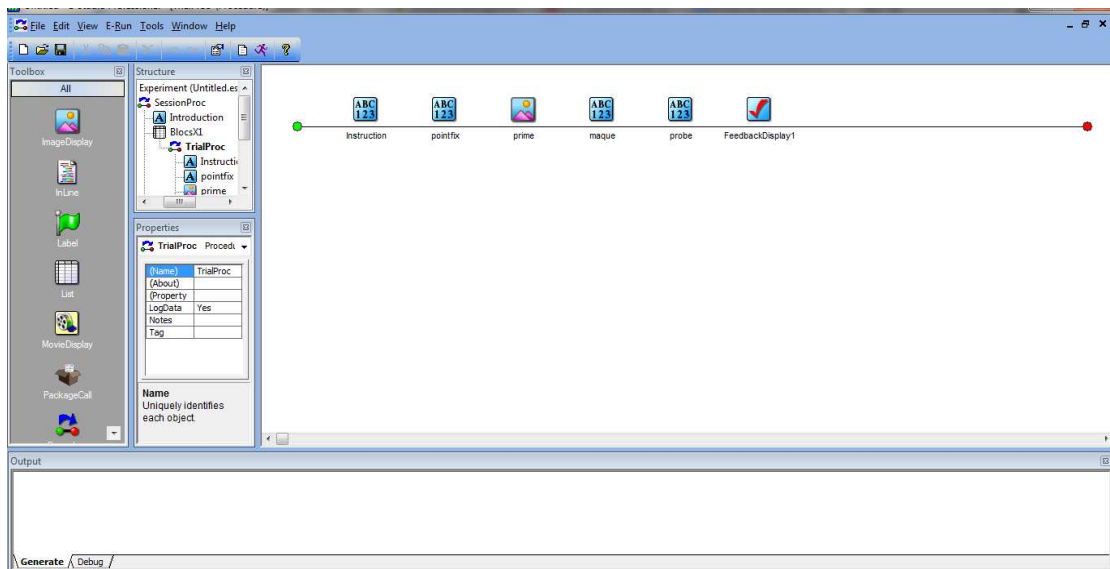 File Edit View E-Run Tools Window Help
Toolbox
All
ImageDisplay
InLine
Label
List
MovieDisplay
PackageCall
Structure
Experiment (Untitled.es
SessionProc
Introduction
BlocsX1
TrialProc
Instructi
pointfix
prime
Properties
TrialProc Procedu
(Name) TrialProc
(About)
(Property
LogData Yes
Notes
Tag
Name
Uniquely identifies
each object.
ABC
123
ABC
123
ABC
123
ABC
123
Instruction pointfix prime maque probe FeedbackDisplay1
Output
Generate Debug